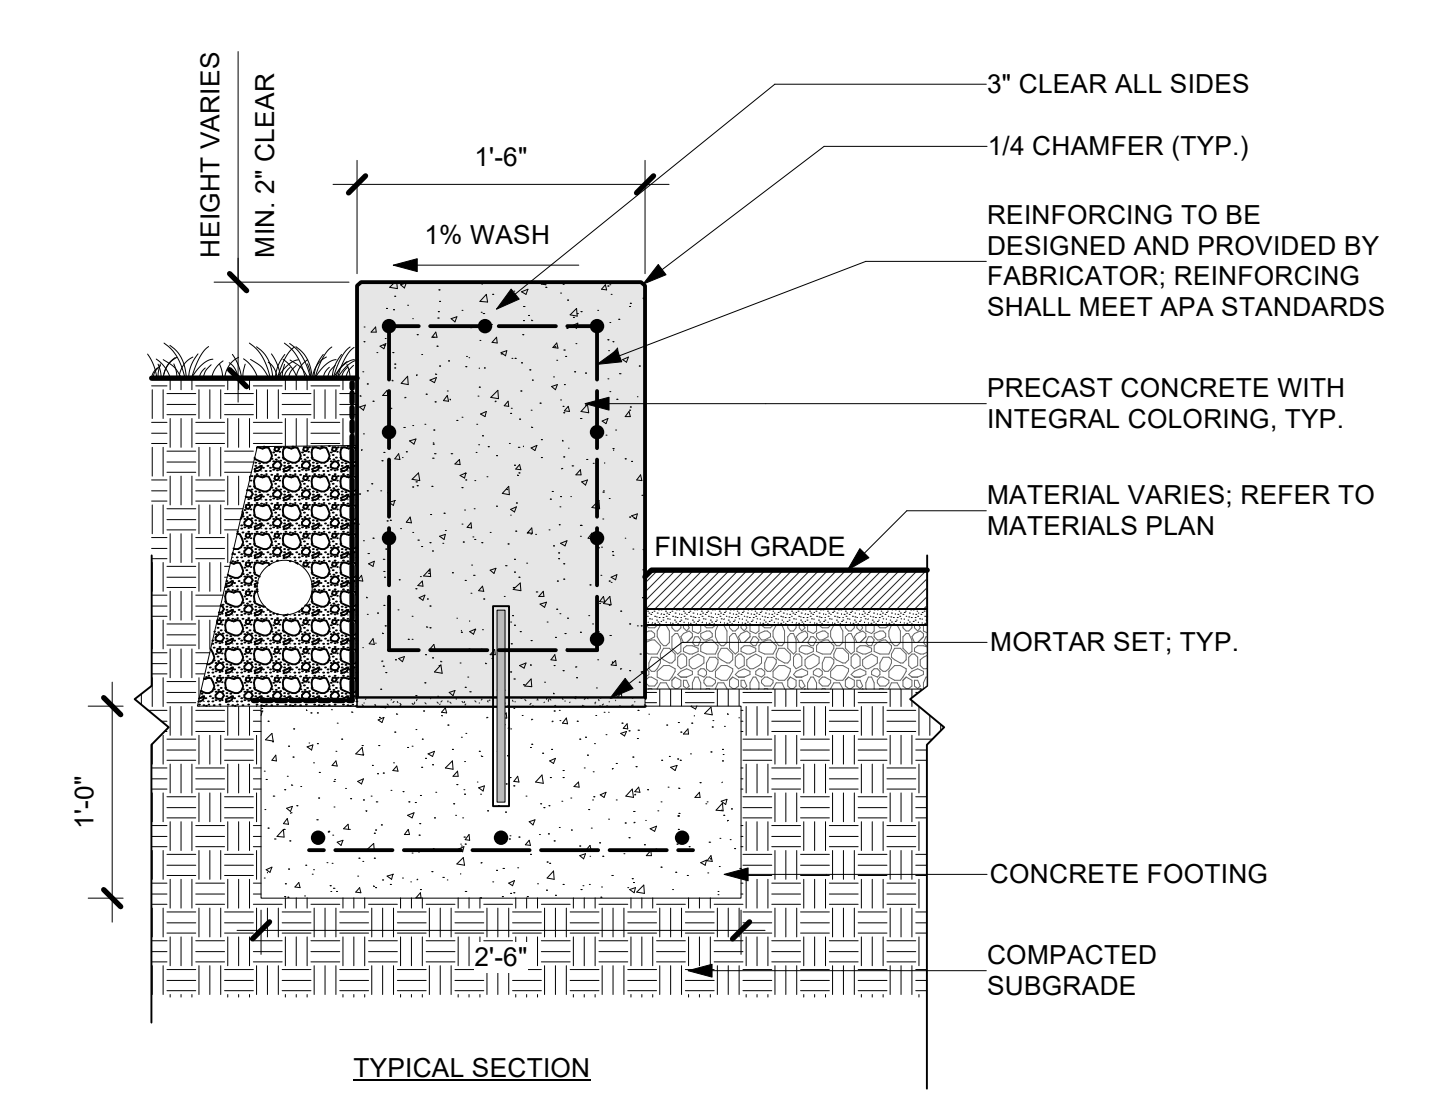 HEIGHT VARIES
MIN. 2" CLEAR
3" CLEAR ALL SIDES
1/4 CHAMFER (TYP.)
1'-6"
1% WASH
REINFORCING TO BE
DESIGNED AND PROVIDED BY
FABRICATOR; REINFORCING
SHALL MEET APA STANDARDS
PRECAST CONCRETE WITH
INTEGRAL COLORING, TYP.
MATERIAL VARIES; REFER TO
MATERIALS PLAN
FINISH GRADE
MORTAR SET; TYP.
1'-0"
CONCRETE FOOTING
2'-6"
COMPACTED
SUBGRADE
TYPICAL SECTION